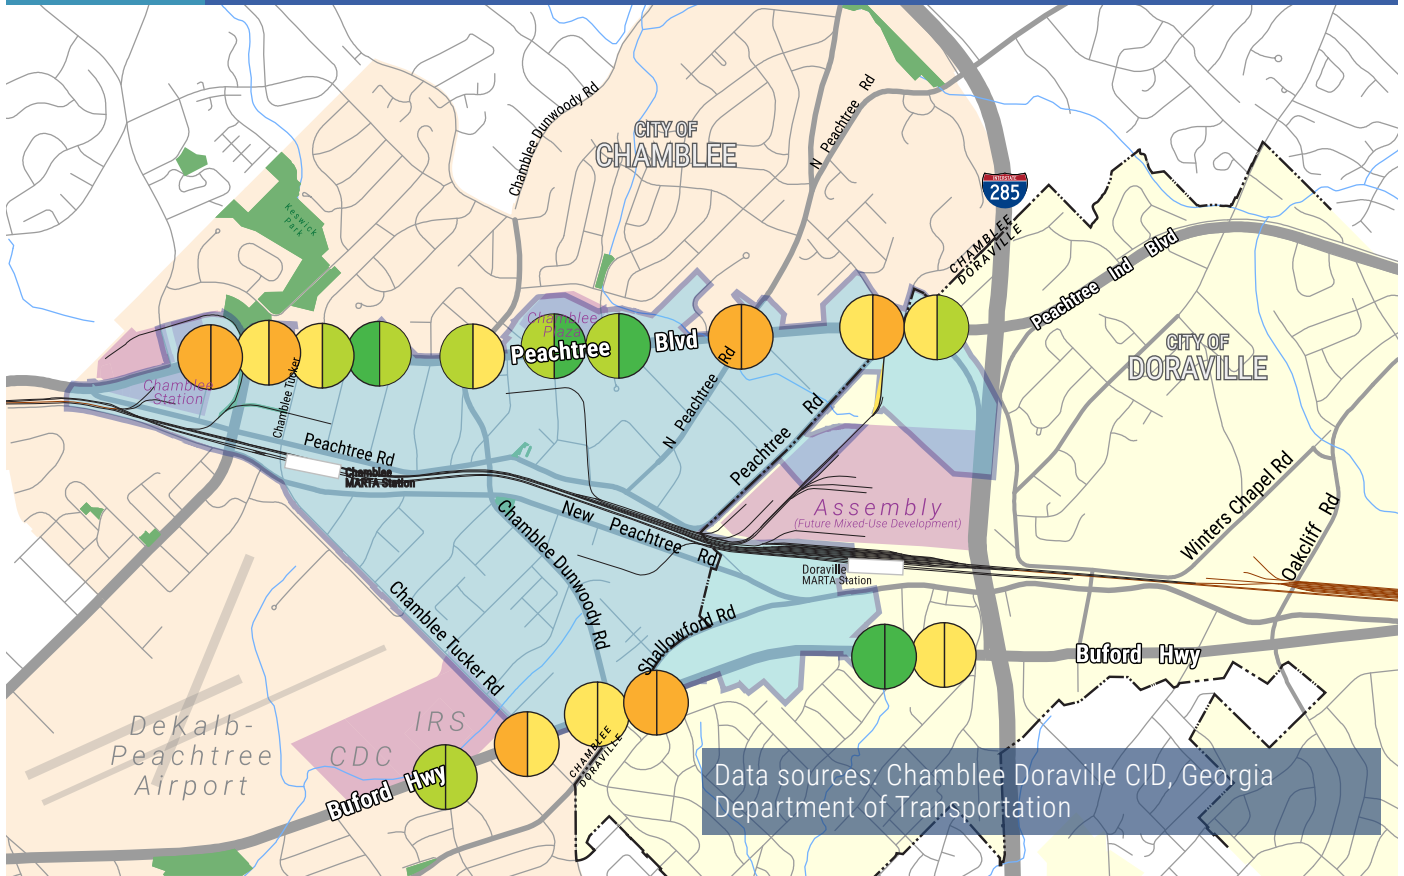 Chamblee Dunwoody Rd
CITY OF
CHAMBLEE
N Peachtree Rd
INTERSTATE
285
CHAMBLEE
DORAVILLE
Keswick
Park
Peachtree Ind Blvd
CITY OF
DORAVILLE
Chamblee
Plaza
Peachtree Blvd
Chamblee
Station
Chamblee Tucker
N Peachtree Rd
Peachtree Rd
Peachtree Rd
Chamblee
MARTA Station
Assembly
(Future Mixed-Use Development)
Winters Chapel Rd
Oakcliff Rd
New Peachtree Rd
Chamblee Dunwoody Rd
Doraville
MARTA Station
Chamblee Tucker Rd
Shallowford Rd
Buford Hwy
DeKalb-
Peachtree
Airport
IRS
CDC
Buford Hwy
CHAMBLEE
DORAVILLE
Data sources: Chamblee Doraville CID, Georgia
Department of Transportation